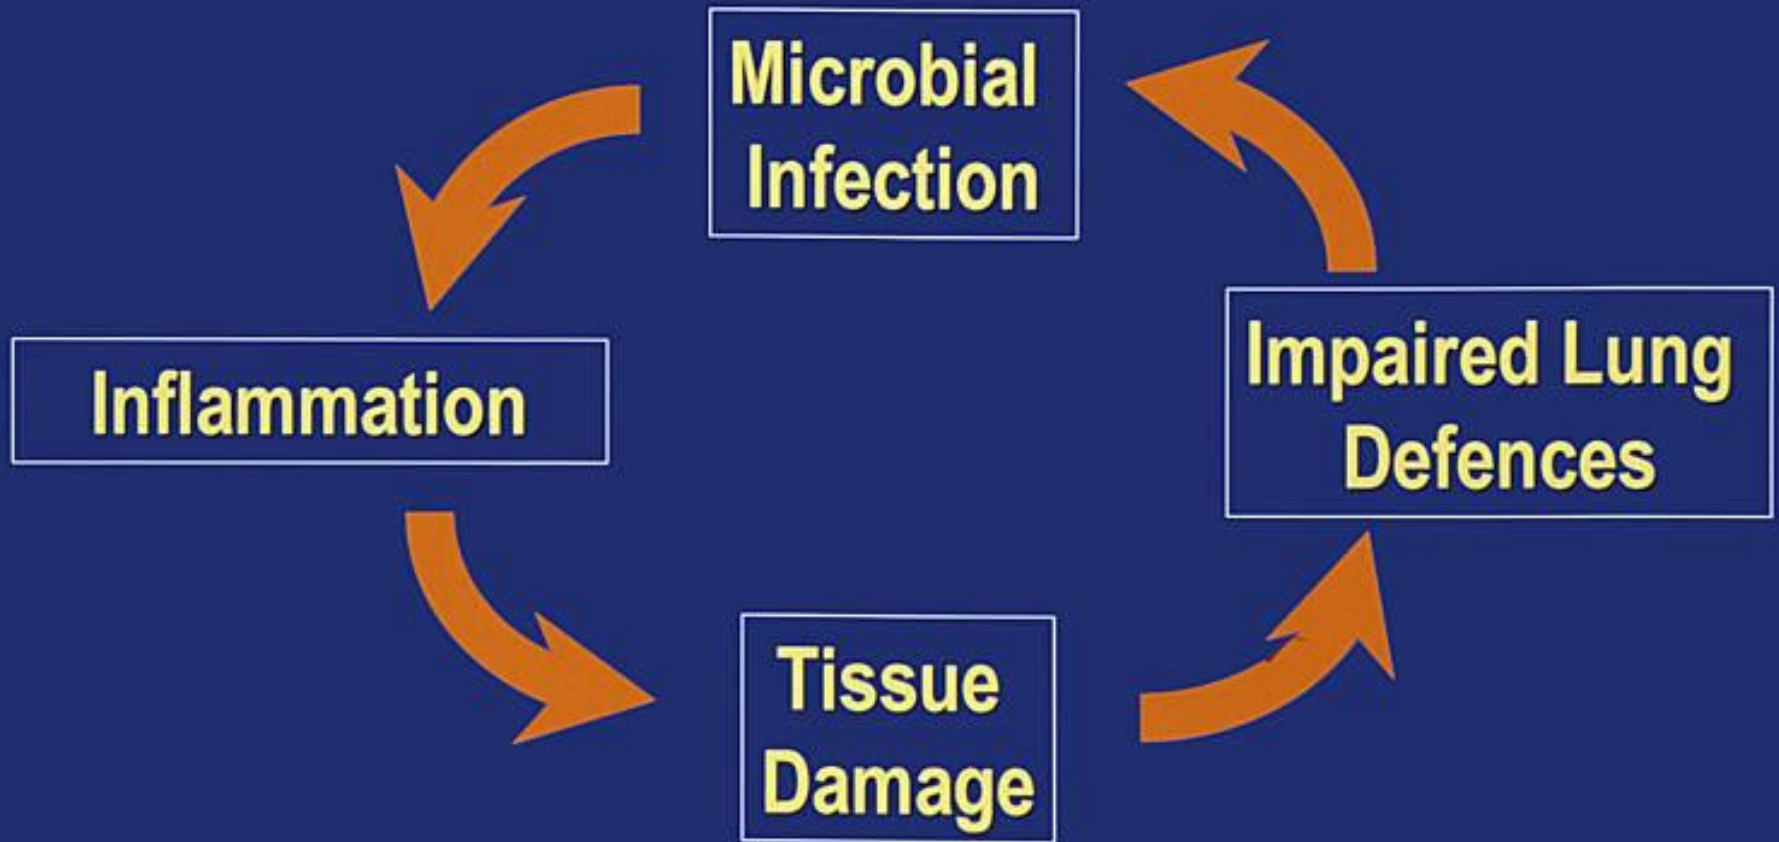 Microbial
Infection
Inflammation
Impaired Lung
Defences
Tissue
Damage